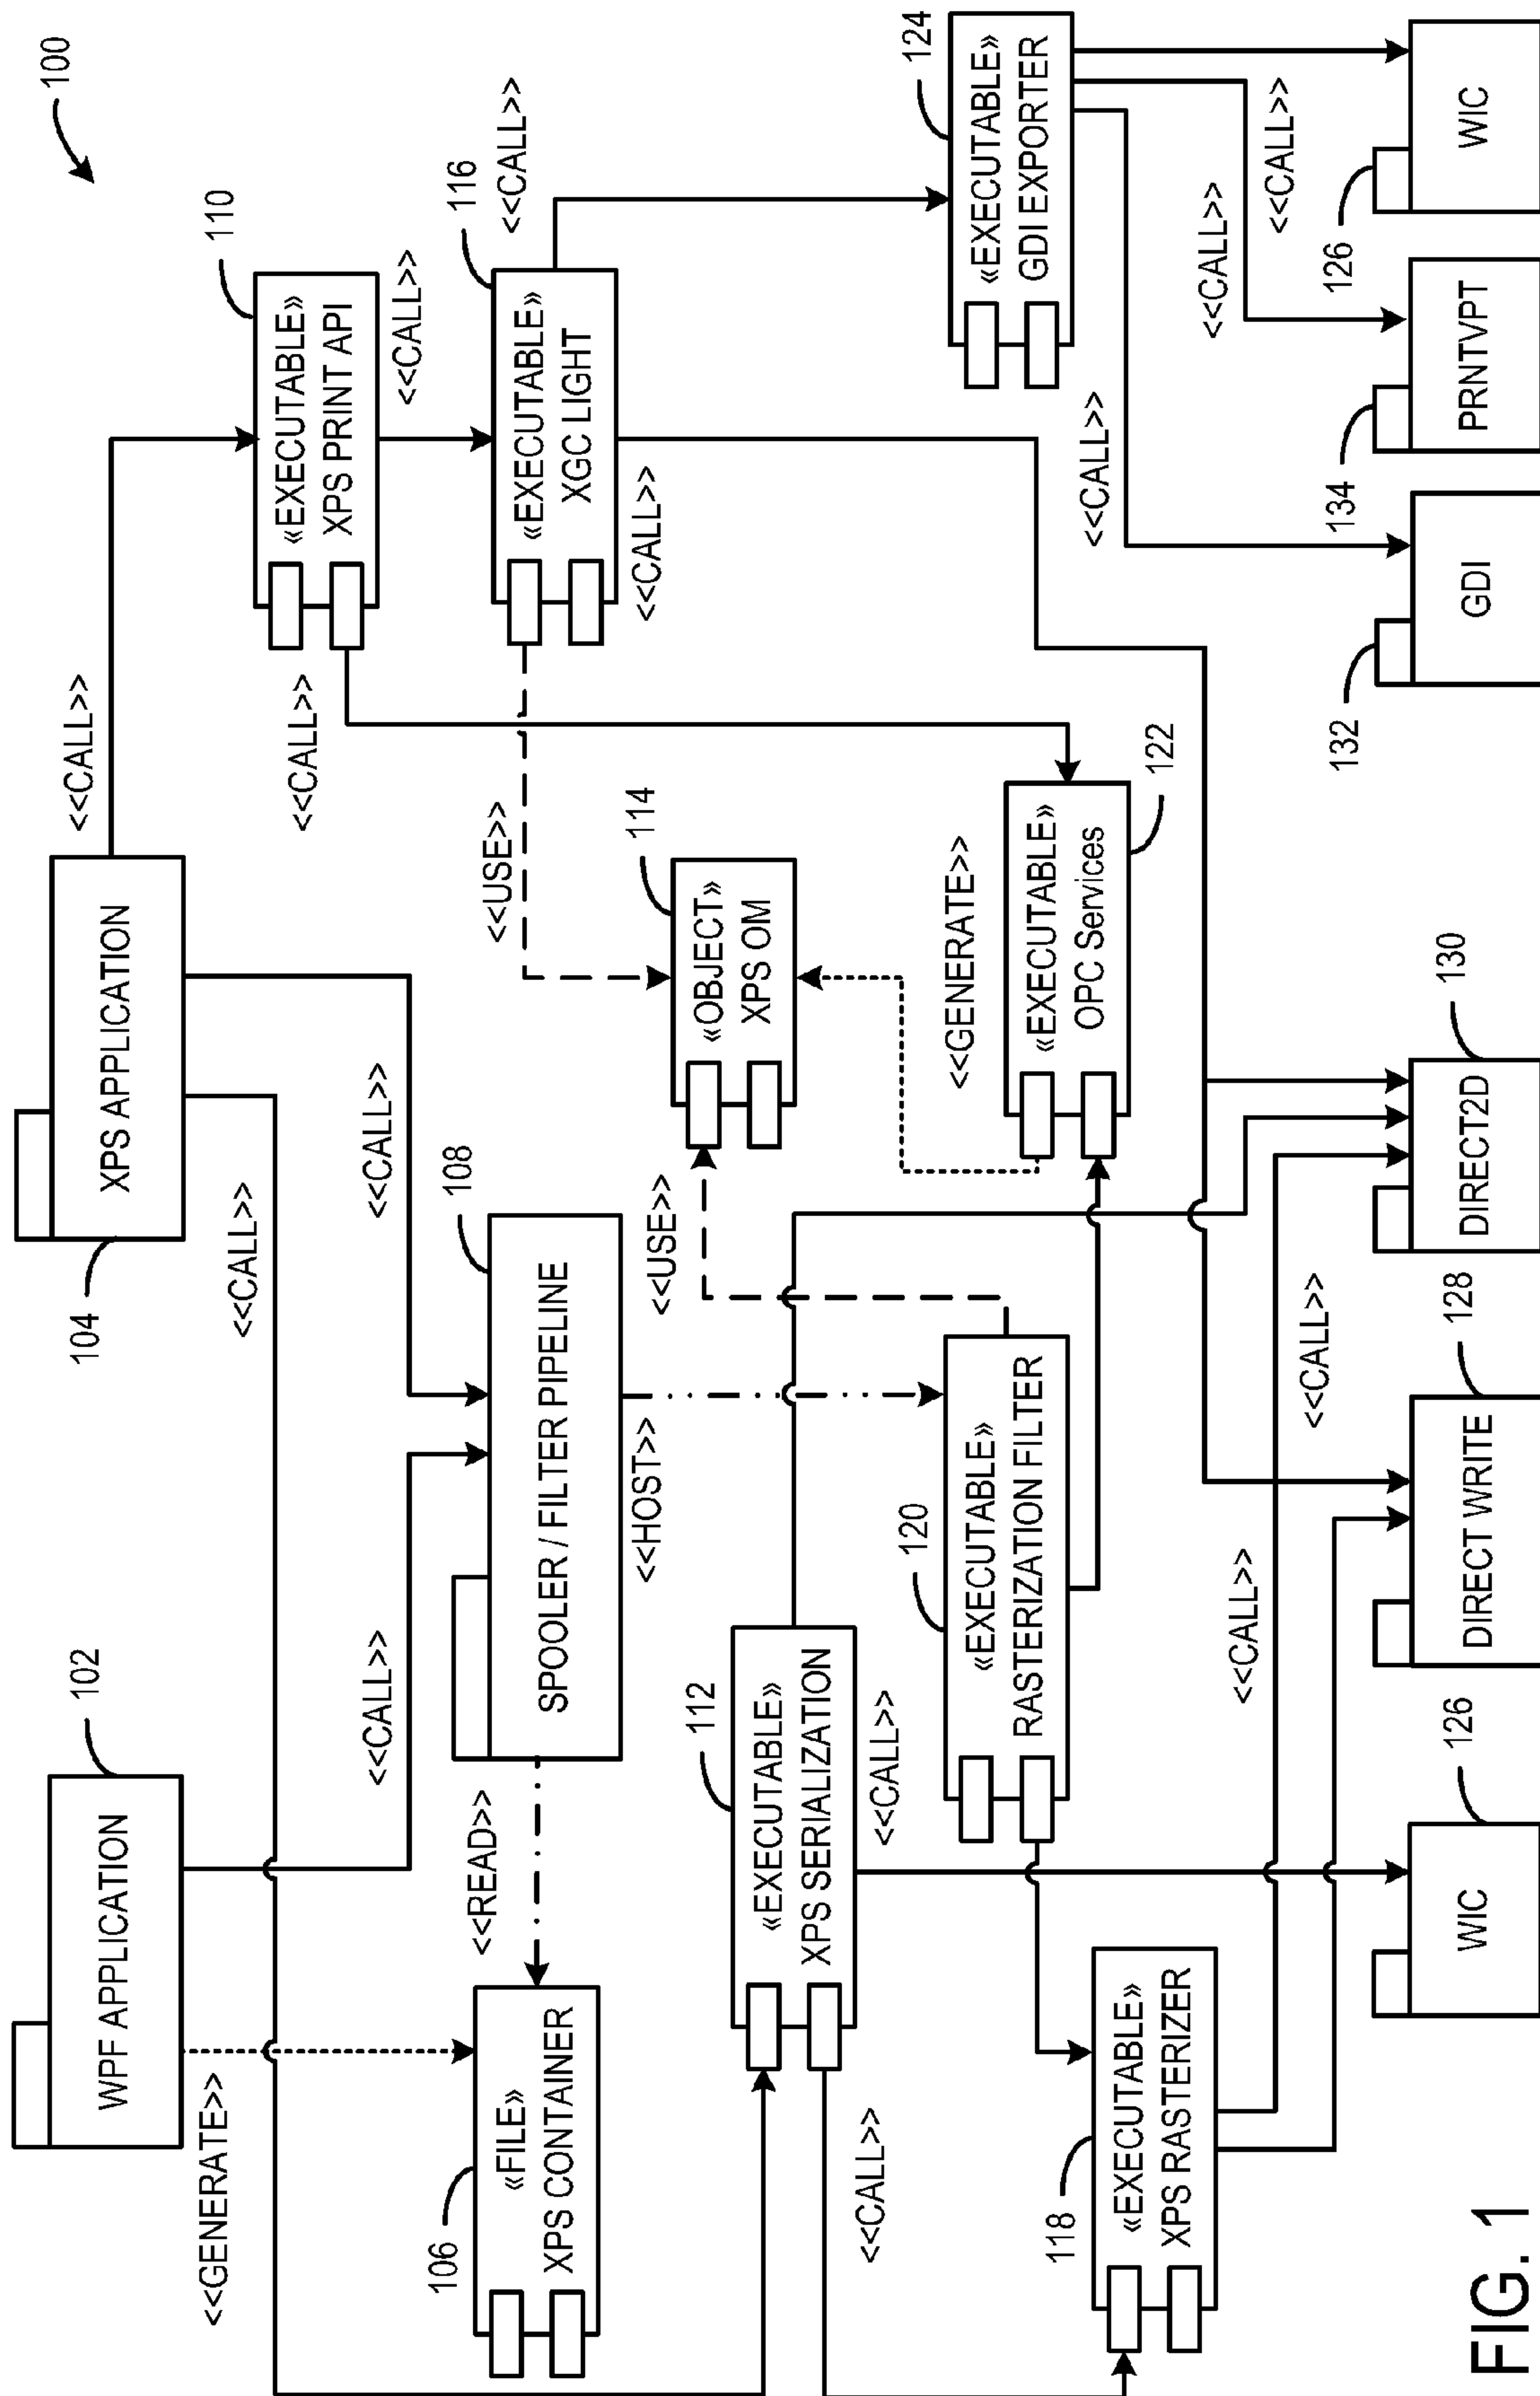 100
WPF APPLICATION
102
XPS APPLICATION
104
<<GENERATE>>
<<CALL>>
<<CALL>>
<<CALL>>
<<CALL>>
«FILE»
XPS CONTAINER
106
<<READ>>
SPOOLER / FILTER PIPELINE
108
<<HOST>>
«EXECUTABLE»
XPS PRINT API
110
<<CALL>>
<<CALL>>
«EXECUTABLE»
XGC LIGHT
116
<<CALL>>
<<CALL>>
<<USE>>
«OBJECT»
XPS OM
114
<<USE>>
«EXECUTABLE»
XPS SERIALIZATION
112
<<CALL>>
<<CALL>>
«EXECUTABLE»
RASTERIZATION FILTER
120
<<GENERATE>>
«EXECUTABLE»
OPC Services
122
«EXECUTABLE»
GDI EXPORTER
124
<<CALL>>
<<CALL>>
<<CALL>>
«EXECUTABLE»
XPS RASTERIZER
118
<<CALL>>
<<CALL>>
WIC
126
DIRECT WRITE
128
DIRECT2D
130
GDI
132
PRNTVPT
134
WIC
126
FIG. 1